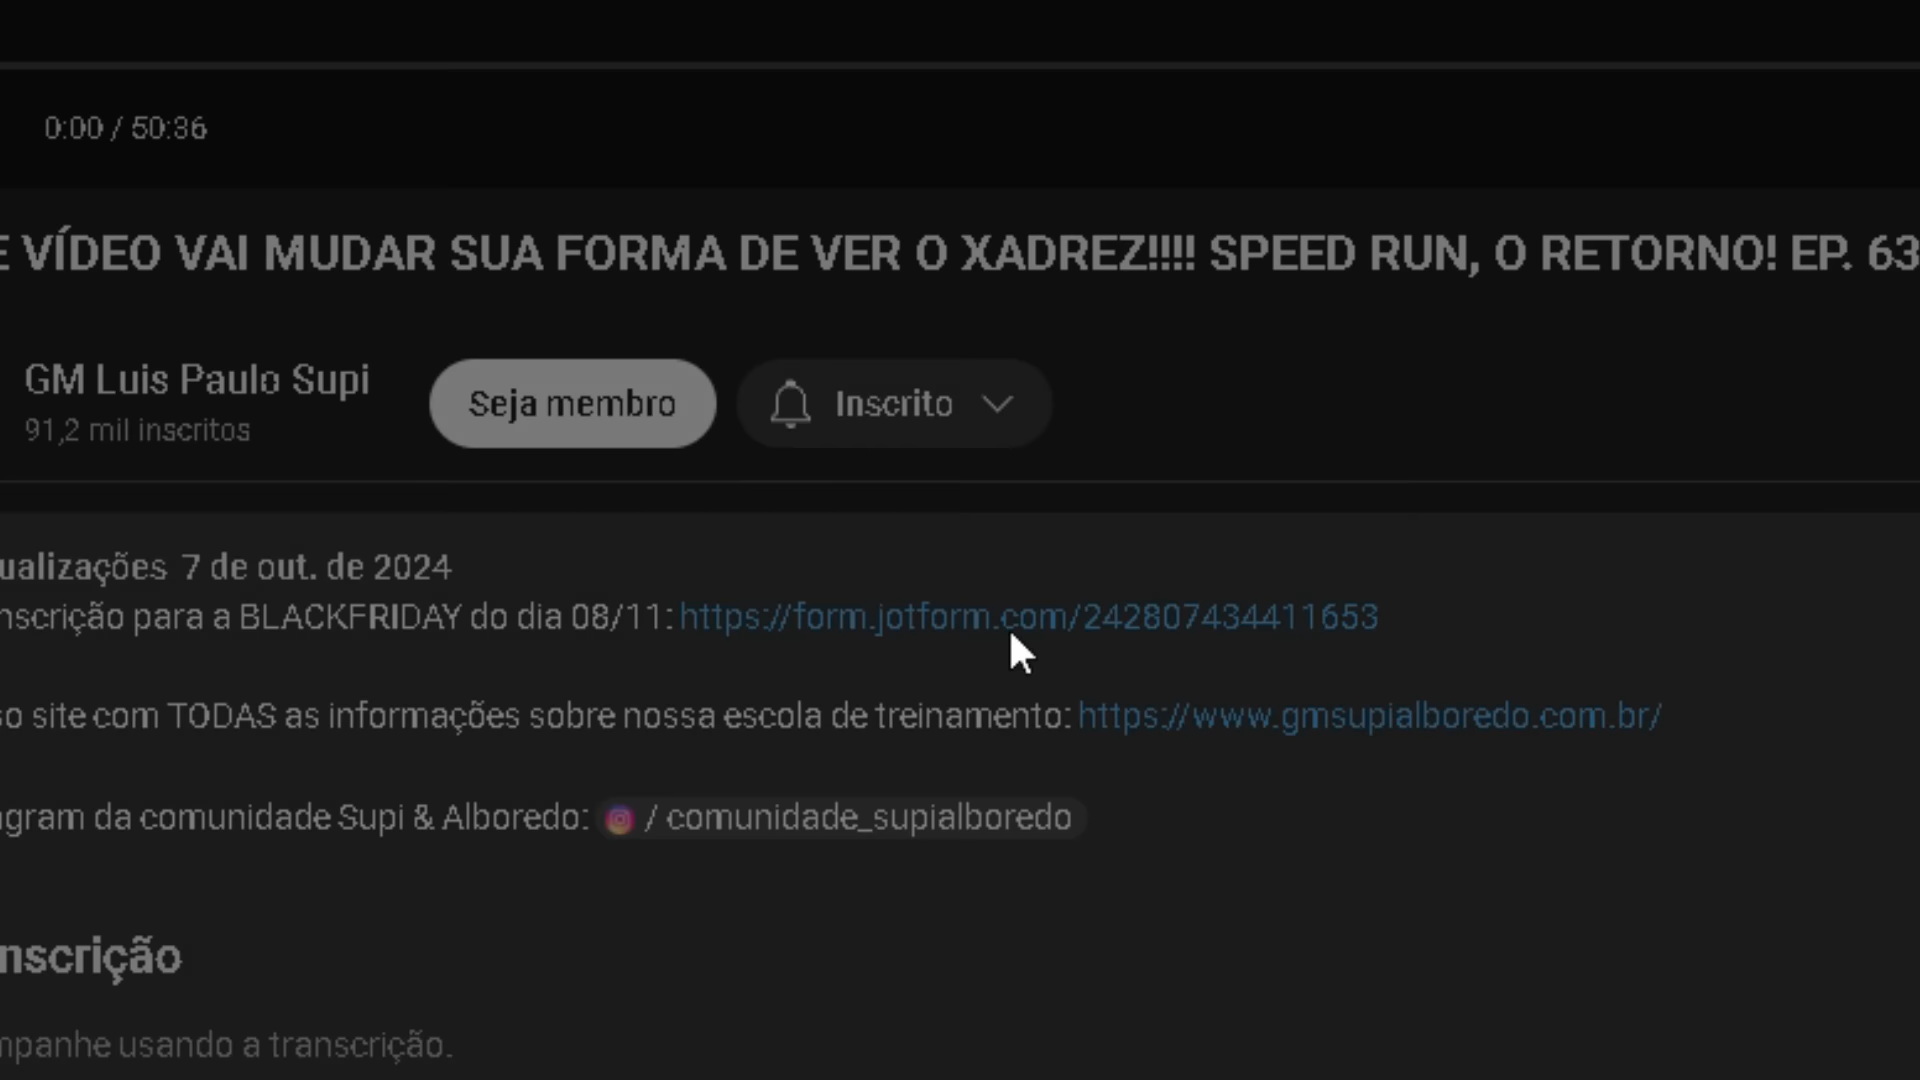 0:00 / 50:36
E VÍDEO VAI MUDAR SUA FORMA DE VER O XADREZ!!!! SPEED RUN, O RETORNO! EP. 63
GM Luis Paulo Supi
91,2 mil inscritos
Seja membro
Inscrito
ualizações 7 de out. de 2024
nscrição para a BLACKFRIDAY do dia 08/11: https://form.jotform.com/242807434411653
so site com TODAS as informações sobre nossa escola de treinamento: https://www.gmsupialboredo.com.br/
agram da comunidade Supi & Alboredo: / comunidade_supialboredo
nscrição
mpanhe usando a transcrição.